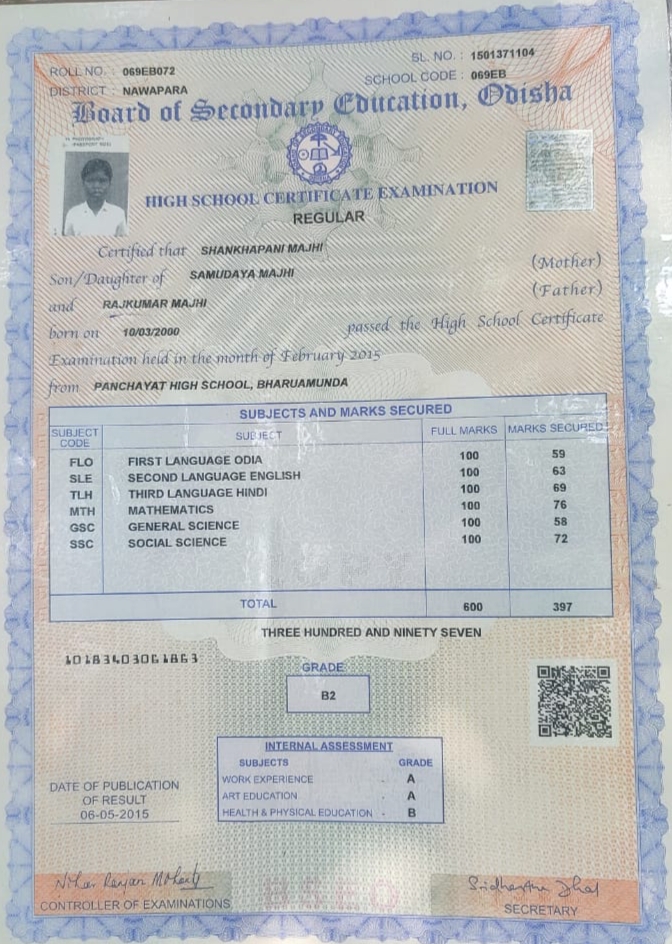 ROLL NO. : 069EB072
SL. NO. : 1501371104
DISTRICT : NAWAPARA
SCHOOL CODE : 069EB
Board of Secondary Education, Odisha
HIGH SCHOOL CERTIFICATE EXAMINATION
REGULAR
Certified that SHANKHAPANI MAJHI
Son/Daughter of SAMUDAYA MAJHI (Mother)
and RAJKUMAR MAJHI (Father)
born on 10/03/2000 passed the High School Certificate
Examination held in the month of February 2015
from PANCHAYAT HIGH SCHOOL, BHARUAMUNDA
SUBJECTS AND MARKS SECURED
SUBJECT CODE SUBJECT FULL MARKS MARKS SECURED
FLO FIRST LANGUAGE ODIA 100 59
SLE SECOND LANGUAGE ENGLISH 100 63
TLH THIRD LANGUAGE HINDI 100 69
MTH MATHEMATICS 100 76
GSC GENERAL SCIENCE 100 58
SSC SOCIAL SCIENCE 100 72
TOTAL 600 397
THREE HUNDRED AND NINETY SEVEN
GRADE
B2
INTERNAL ASSESSMENT
SUBJECTS GRADE
WORK EXPERIENCE - A
ART EDUCATION - A
HEALTH & PHYSICAL EDUCATION - B
DATE OF PUBLICATION
OF RESULT
06-05-2015
BSEO
CONTROLLER OF EXAMINATIONS
SECRETARY